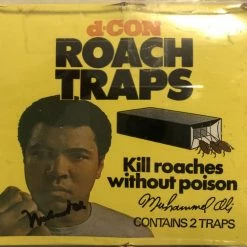 d-CON
ROACH
TRAPS
Kill roaches
without poison
Muhammad Ali
CONTAINS 2 TRAPS